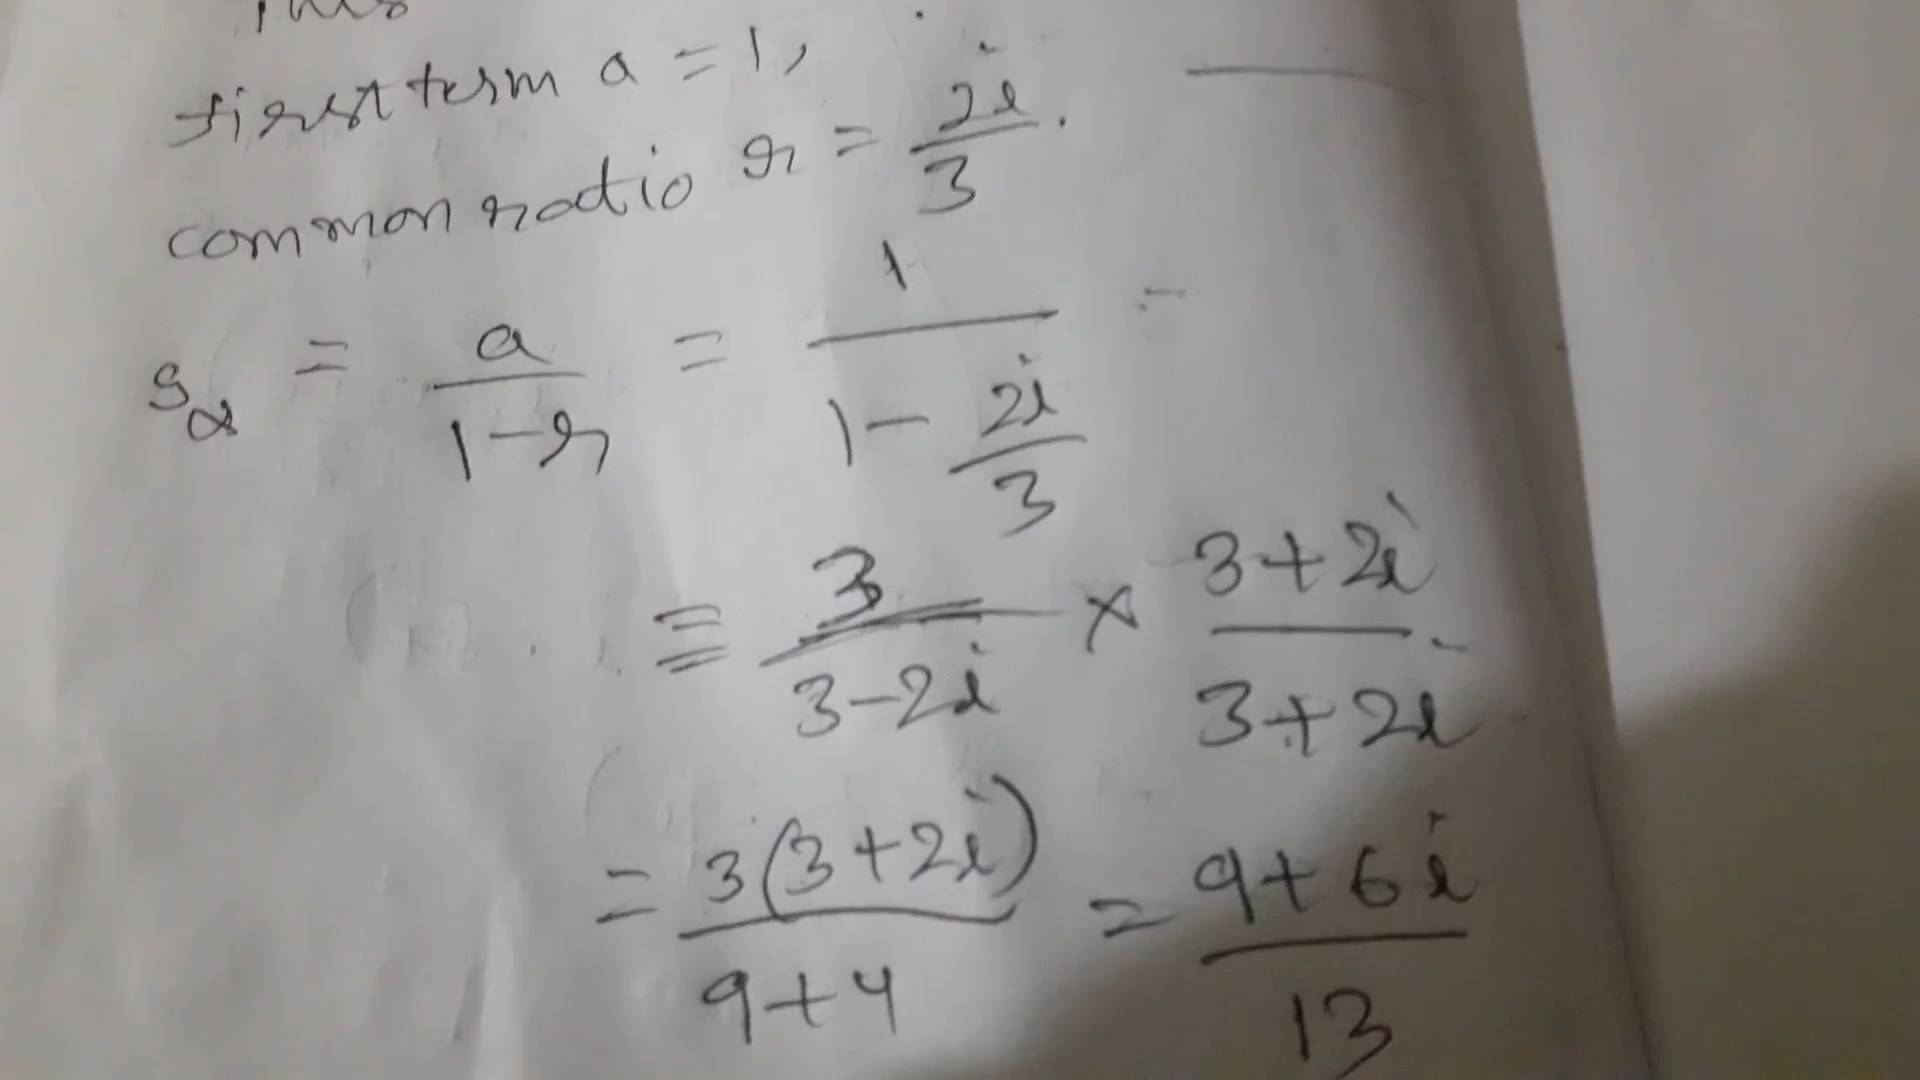 This
first term a = 1,
common ratio r = 2i/3.
S∝ = a/(1-r) = 1/(1 - 2i/3)
= 3/(3-2i) × (3+2i)/(3+2i)
= 3(3+2i)/(9+4) = (9+6i)/13